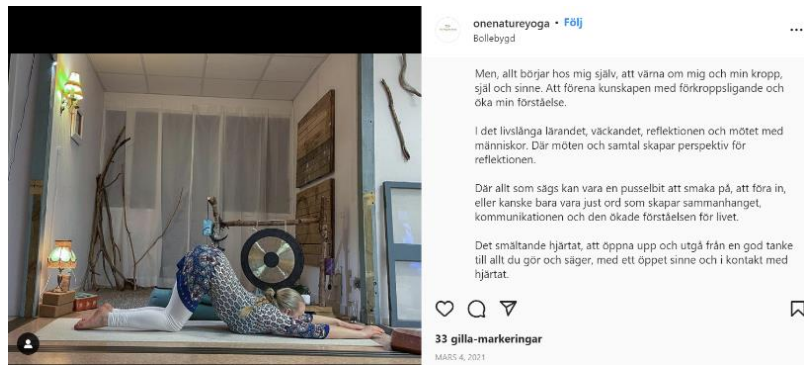 onenatureyoga • Följ
Bollebygd
Men, allt börjar hos mig själv, att värna om mig och min kropp,
själ och sinne. Att förena kunskapen med förkroppsligande och
öka min förståelse.
I det livslånga lärandet, väckandet, reflektionen och mötet med
människor. Där möten och samtal skapar perspektiv för
reflektionen.
Där allt som sägs kan vara en pusselbit att smaka på, att föra in,
eller kanske bara vara just ord som skapar sammanhanget,
kommunikationen och den ökade förståelsen för livet.
Det smältande hjärtat, att öppna upp och utgå från en god tanke
till allt du gör och säger, med ett öppet sinne och i kontakt med
hjärtat.
33 gilla-markeringar
MARS 4, 2021